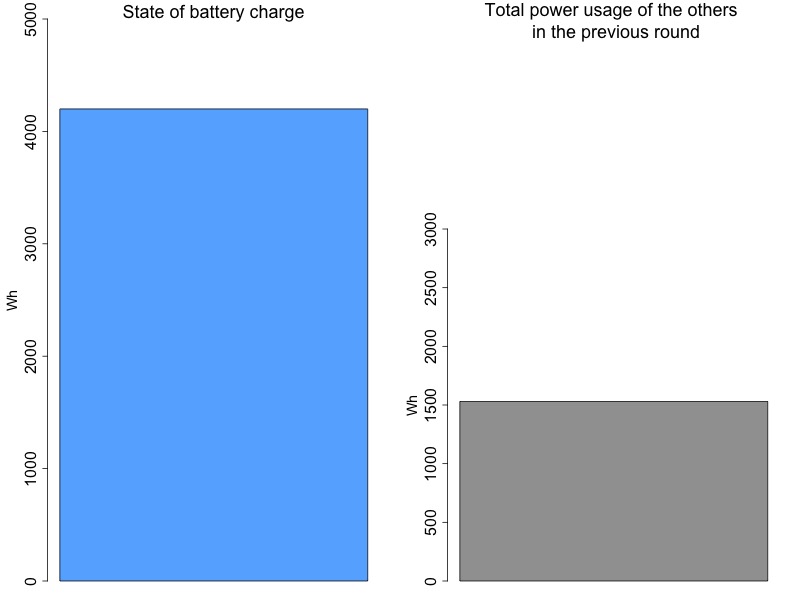 State of battery charge
5000
4000
3000
2000
1000
0
Wh
Total power usage of the others
in the previous round
3000
2500
2000
1500
1000
500
0
Wh